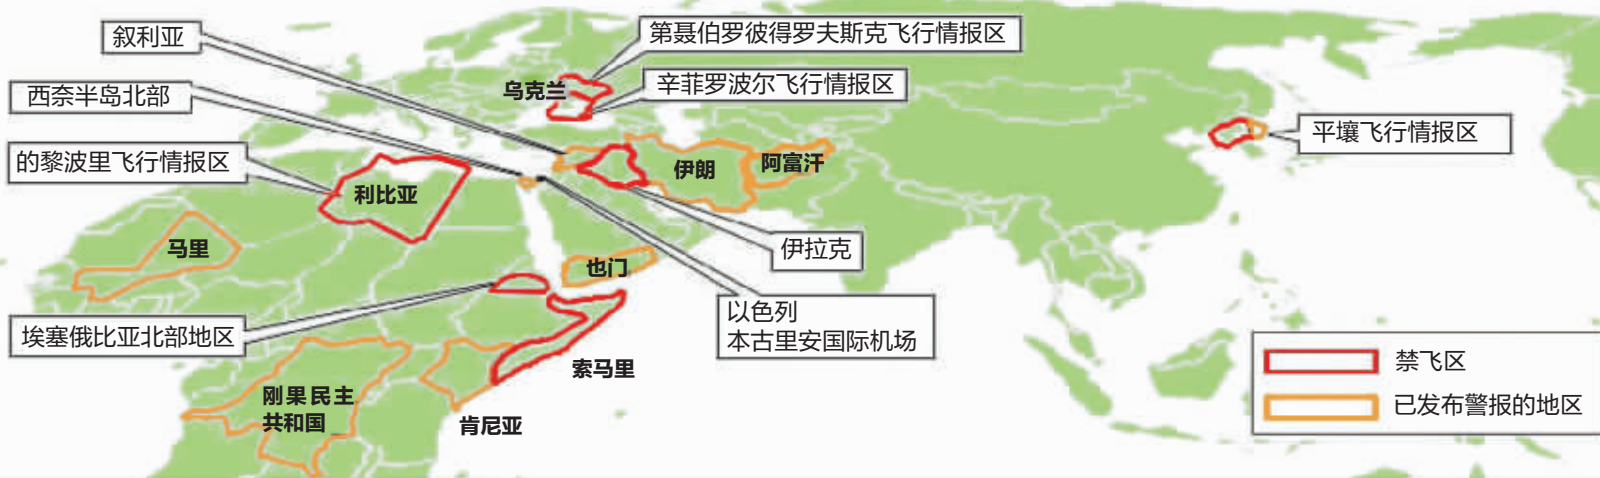 叙利亚
第聂伯罗彼得罗夫斯克飞行情报区
西奈半岛北部
乌克兰
辛菲罗波尔飞行情报区
平壤飞行情报区
的黎波里飞行情报区
利比亚
伊朗
阿富汗
马里
也门
伊拉克
埃塞俄比亚北部地区
以色列
本古里安国际机场
索马里
刚果民主
共和国
肯尼亚
禁飞区
已发布警报的地区